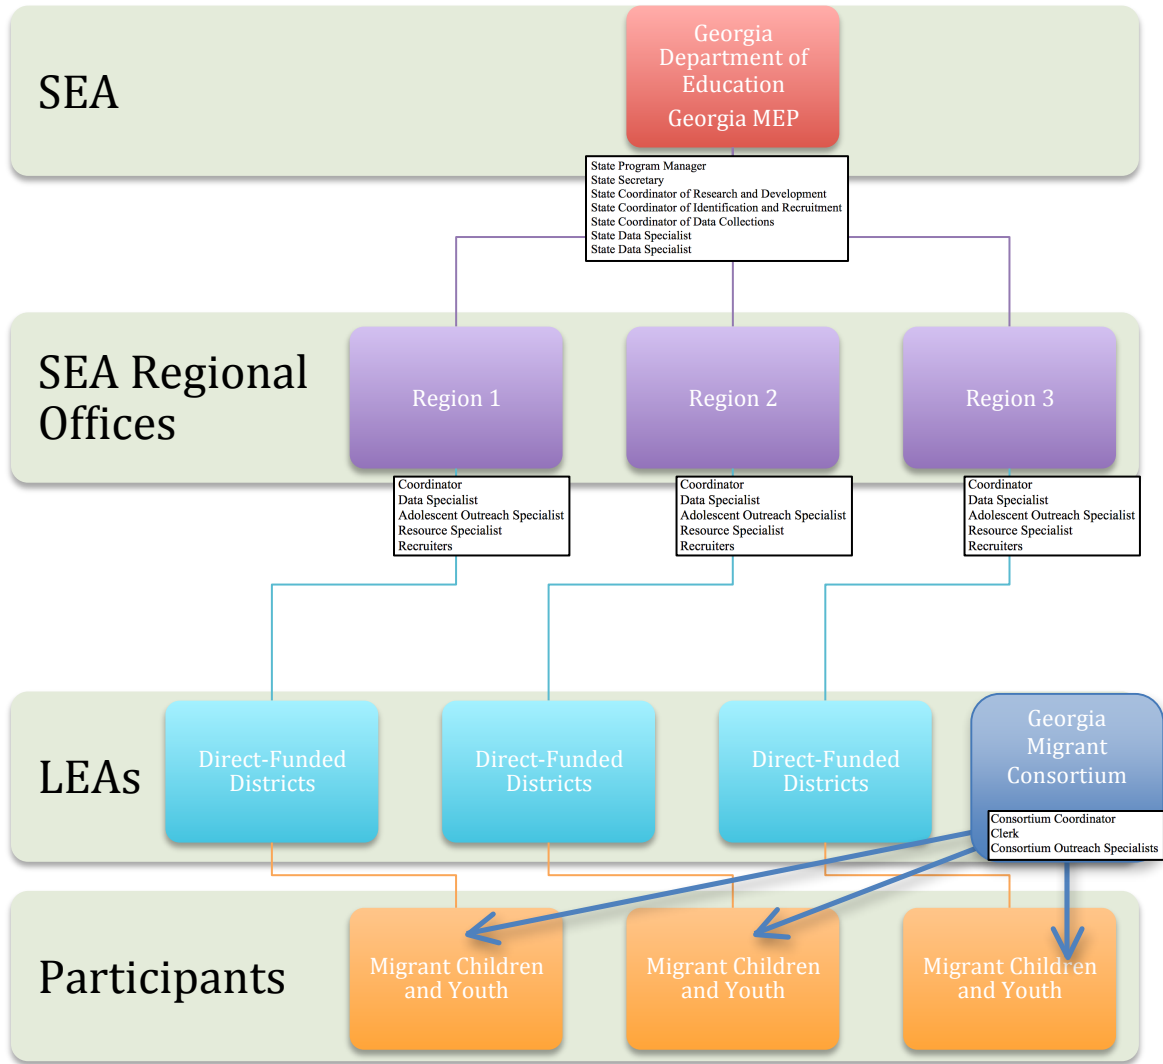 SEA
Georgia
Department of
Education
Georgia MEP
State Program Manager
State Secretary
State Coordinator of Research and Development
State Coordinator of Identification and Recruitment
State Coordinator of Data Collections
State Data Specialist
State Data Specialist
SEA Regional
Offices
Region 1
Region 2
Region 3
Coordinator
Data Specialist
Adolescent Outreach Specialist
Resource Specialist
Recruiters
Coordinator
Data Specialist
Adolescent Outreach Specialist
Resource Specialist
Recruiters
Coordinator
Data Specialist
Adolescent Outreach Specialist
Resource Specialist
Recruiters
LEAs
Direct-Funded
Districts
Direct-Funded
Districts
Direct-Funded
Districts
Georgia
Migrant
Consortium
Consortium Coordinator
Clerk
Consortium Outreach Specialists
Participants
Migrant Children
and Youth
Migrant Children
and Youth
Migrant Children
and Youth